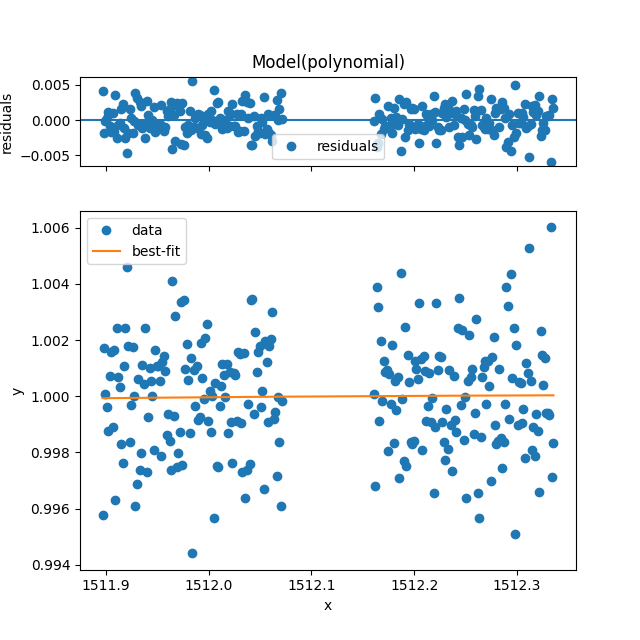 Model(polynomial)
residuals
0.005
0.000
−0.005
residuals
y
1.006
1.004
1.002
1.000
0.998
0.996
0.994
data
best-fit
1511.9 1512.0 1512.1 1512.2 1512.3
x